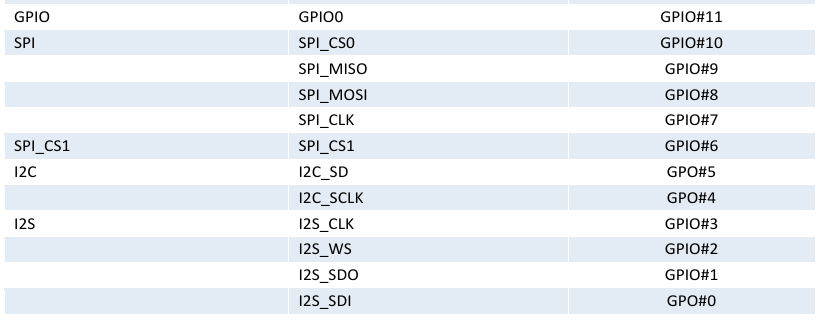 GPIO GPIO0 GPIO#11
SPI SPI_CS0 GPIO#10
SPI_MISO GPIO#9
SPI_MOSI GPIO#8
SPI_CLK GPIO#7
SPI_CS1 SPI_CS1 GPIO#6
I2C I2C_SD GPO#5
I2C_SCLK GPO#4
I2S I2S_CLK GPIO#3
I2S_WS GPIO#2
I2S_SDO GPIO#1
I2S_SDI GPO#0